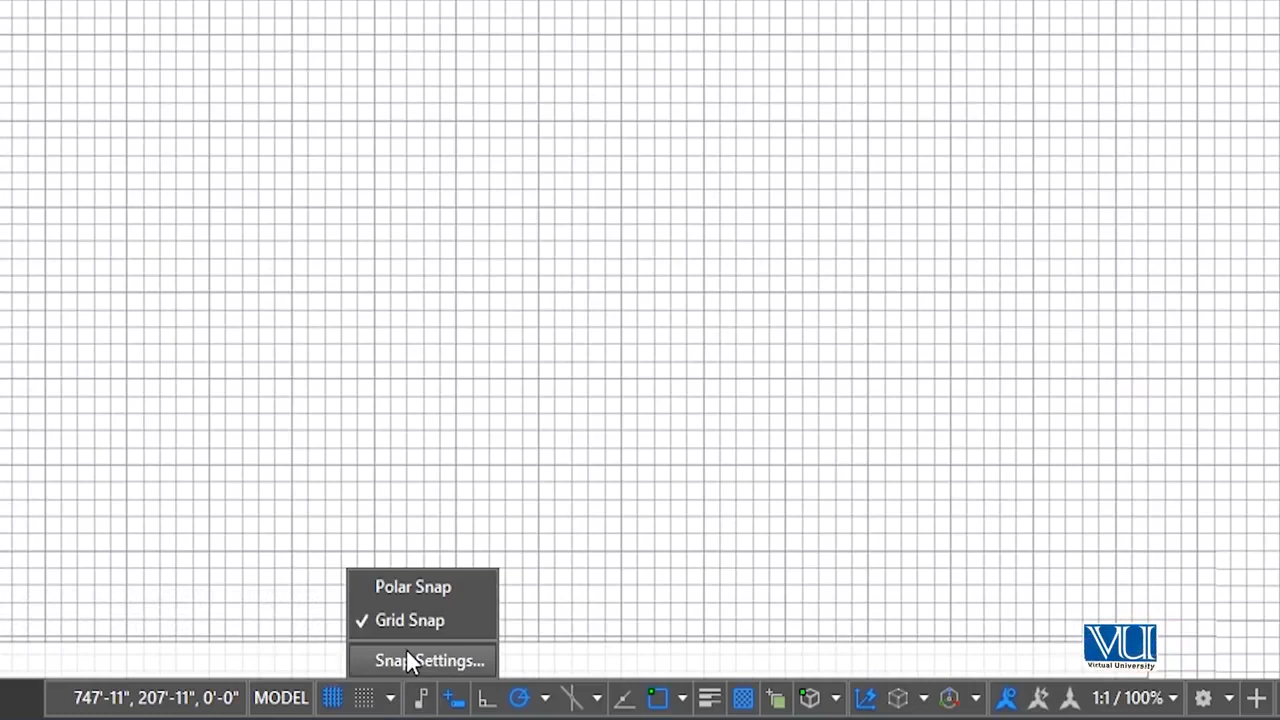 Polar Snap
✓ Grid Snap
Snap Settings...
VU
Virtual University
747'-11", 207'-11", 0'-0" MODEL 1:1 / 100%